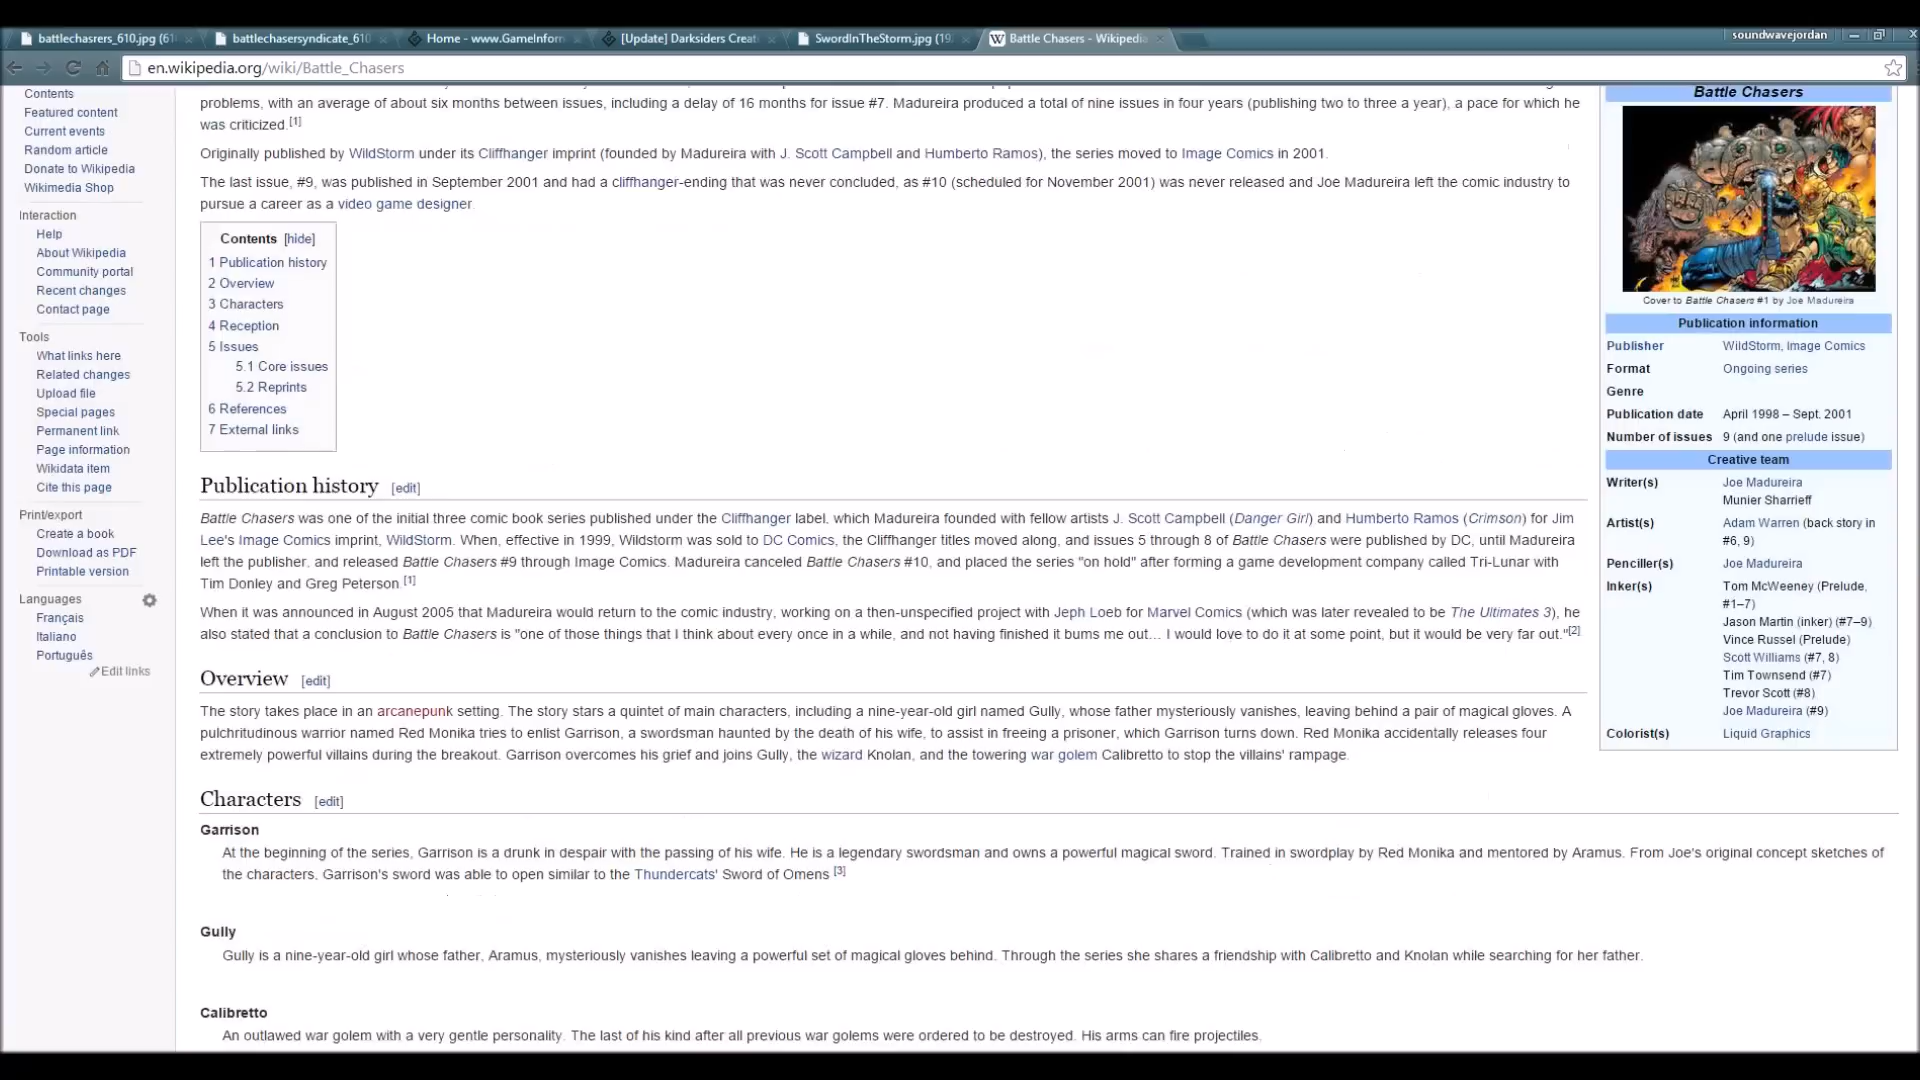 battlechasrers_610.jpg (61
battlechasersyndicate_610
Home - www.GameInform
[Update] Darksiders Creat
SwordInTheStorm.jpg (19
Battle Chasers - Wikipedia
soundwavejordan
en.wikipedia.org/wiki/Battle_Chasers
Contents
Featured content
Current events
Random article
Donate to Wikipedia
Wikimedia Shop
Interaction
Help
About Wikipedia
Community portal
Recent changes
Contact page
Tools
What links here
Related changes
Upload file
Special pages
Permanent link
Page information
Wikidata item
Cite this page
Print/export
Create a book
Download as PDF
Printable version
Languages
Français
Italiano
Português
Edit links
problems, with an average of about six months between issues, including a delay of 16 months for issue #7. Madureira produced a total of nine issues in four years (publishing two to three a year), a pace for which he
was criticized.[1]
Originally published by WildStorm under its Cliffhanger imprint (founded by Madureira with J. Scott Campbell and Humberto Ramos), the series moved to Image Comics in 2001.
The last issue, #9, was published in September 2001 and had a cliffhanger-ending that was never concluded, as #10 (scheduled for November 2001) was never released and Joe Madureira left the comic industry to
pursue a career as a video game designer.
Contents [hide]
1 Publication history
2 Overview
3 Characters
4 Reception
5 Issues
5.1 Core issues
5.2 Reprints
6 References
7 External links
Publication history [edit]
Battle Chasers was one of the initial three comic book series published under the Cliffhanger label, which Madureira founded with fellow artists J. Scott Campbell (Danger Girl) and Humberto Ramos (Crimson) for Jim
Lee's Image Comics imprint, WildStorm. When, effective in 1999, Wildstorm was sold to DC Comics, the Cliffhanger titles moved along, and issues 5 through 8 of Battle Chasers were published by DC, until Madureira
left the publisher, and released Battle Chasers #9 through Image Comics. Madureira canceled Battle Chasers #10, and placed the series "on hold" after forming a game development company called Tri-Lunar with
Tim Donley and Greg Peterson.[1]
When it was announced in August 2005 that Madureira would return to the comic industry, working on a then-unspecified project with Jeph Loeb for Marvel Comics (which was later revealed to be The Ultimates 3), he
also stated that a conclusion to Battle Chasers is "one of those things that I think about every once in a while, and not having finished it bums me out... I would love to do it at some point, but it would be very far out."[2]
Overview [edit]
The story takes place in an arcanepunk setting. The story stars a quintet of main characters, including a nine-year-old girl named Gully, whose father mysteriously vanishes, leaving behind a pair of magical gloves. A
pulchritudinous warrior named Red Monika tries to enlist Garrison, a swordsman haunted by the death of his wife, to assist in freeing a prisoner, which Garrison turns down. Red Monika accidentally releases four
extremely powerful villains during the breakout. Garrison overcomes his grief and joins Gully, the wizard Knolan, and the towering war golem Calibretto to stop the villains' rampage.
Characters [edit]
Garrison
At the beginning of the series, Garrison is a drunk in despair with the passing of his wife. He is a legendary swordsman and owns a powerful magical sword. Trained in swordplay by Red Monika and mentored by Aramus. From Joe's original concept sketches of
the characters. Garrison's sword was able to open similar to the Thundercats' Sword of Omens [3]
Gully
Gully is a nine-year-old girl whose father, Aramus, mysteriously vanishes leaving a powerful set of magical gloves behind. Through the series she shares a friendship with Calibretto and Knolan while searching for her father.
Calibretto
An outlawed war golem with a very gentle personality. The last of his kind after all previous war golems were ordered to be destroyed. His arms can fire projectiles.
Battle Chasers
Cover to Battle Chasers #1 by Joe Madureira
Publication information
Publisher WildStorm, Image Comics
Format Ongoing series
Genre
Publication date April 1998 – Sept. 2001
Number of issues 9 (and one prelude issue)
Creative team
Writer(s) Joe Madureira
Munier Sharrieff
Artist(s) Adam Warren (back story in
#6, 9)
Penciller(s) Joe Madureira
Inker(s) Tom McWeeney (Prelude,
#1–7)
Jason Martin (inker) (#7–9)
Vince Russel (Prelude)
Scott Williams (#7, 8)
Tim Townsend (#7)
Trevor Scott (#8)
Joe Madureira (#9)
Colorist(s) Liquid Graphics